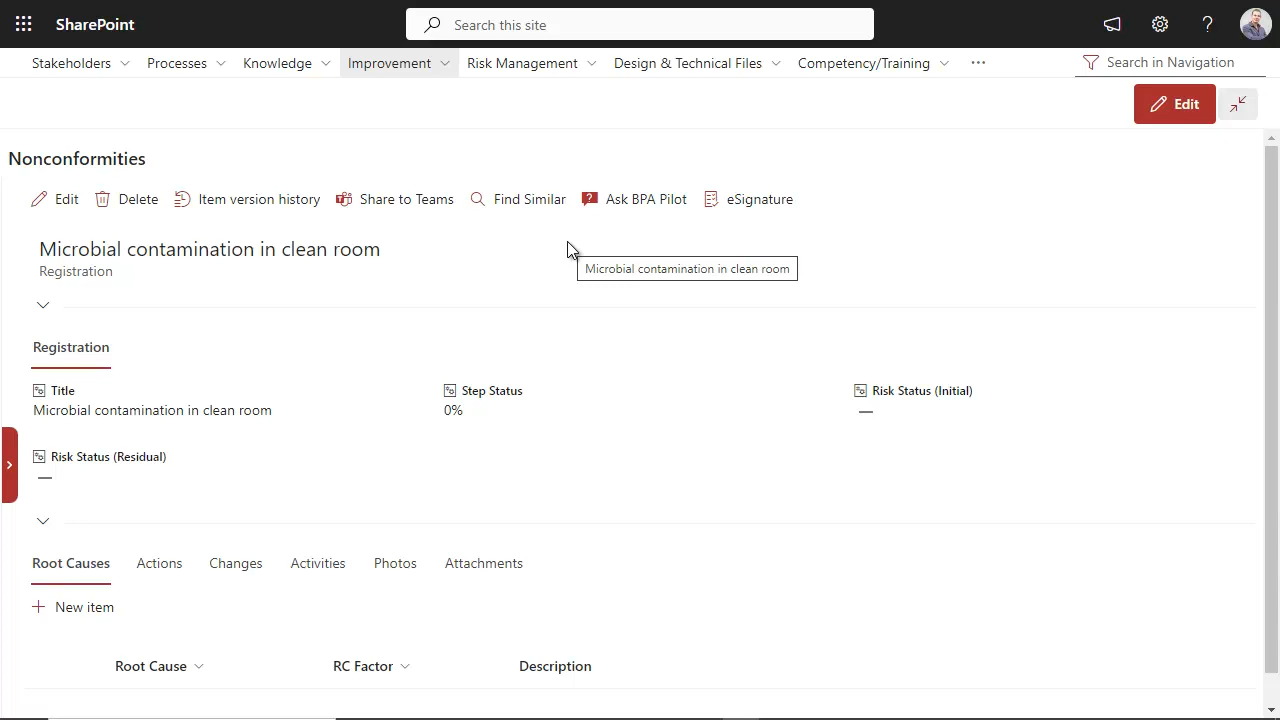 SharePoint
Search this site
Stakeholders Processes Knowledge Improvement Risk Management Design & Technical Files Competency/Training Search in Navigation
Edit
Nonconformities
Edit Delete Item version history Share to Teams Find Similar Ask BPA Pilot eSignature
Microbial contamination in clean room
Registration
Microbial contamination in clean room
Registration
Title Step Status Risk Status (Initial)
Microbial contamination in clean room 0% —
Risk Status (Residual)
—
Root Causes Actions Changes Activities Photos Attachments
New item
Root Cause RC Factor Description